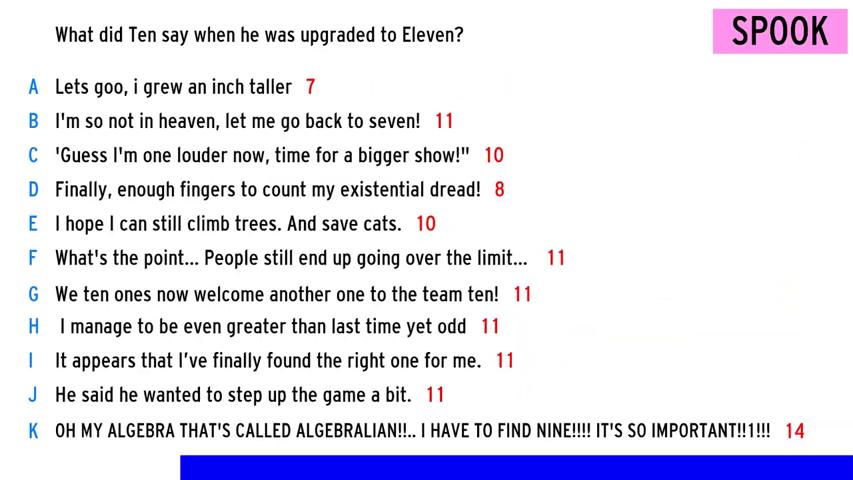 What did Ten say when he was upgraded to Eleven?
SPOOK
A Lets goo, i grew an inch taller 7
B I'm so not in heaven, let me go back to seven! 11
C 'Guess I'm one louder now, time for a bigger show!" 10
D Finally, enough fingers to count my existential dread! 8
E I hope I can still climb trees. And save cats. 10
F What's the point... People still end up going over the limit... 11
G We ten ones now welcome another one to the team ten! 11
H I manage to be even greater than last time yet odd 11
I It appears that I've finally found the right one for me. 11
J He said he wanted to step up the game a bit. 11
K OH MY ALGEBRA THAT'S CALLED ALGEBRALIAN!!.. I HAVE TO FIND NINE!!!! IT'S SO IMPORTANT!!1!!! 14